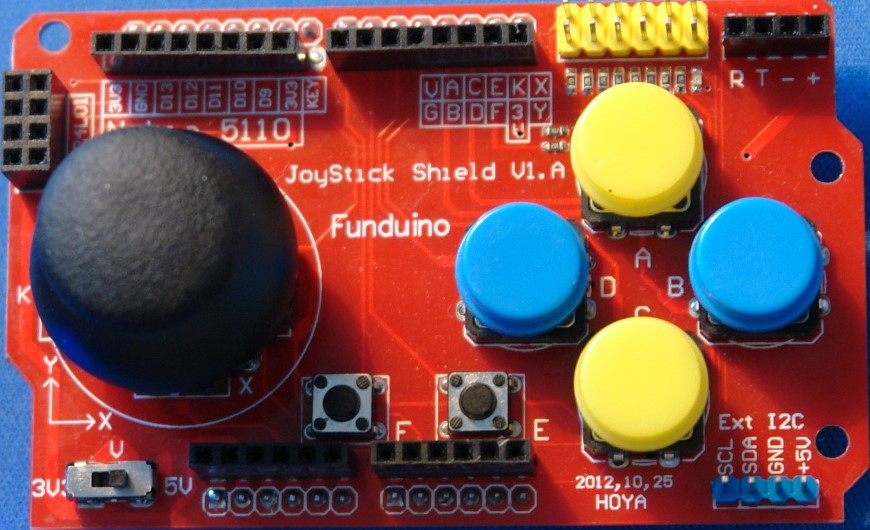 R T - +
3V3 GND D13 D12 D11 D10 D9 3V3 KEY
V A C E K X
G B D F 3 Y
5110
JoyStick Shield V1.A
Funduino
A
D B
C
K
Y
X
X
F E
V
3V3 5V
Ext I2C
SCL SDA GND +5V
2012,10,25
HOYA